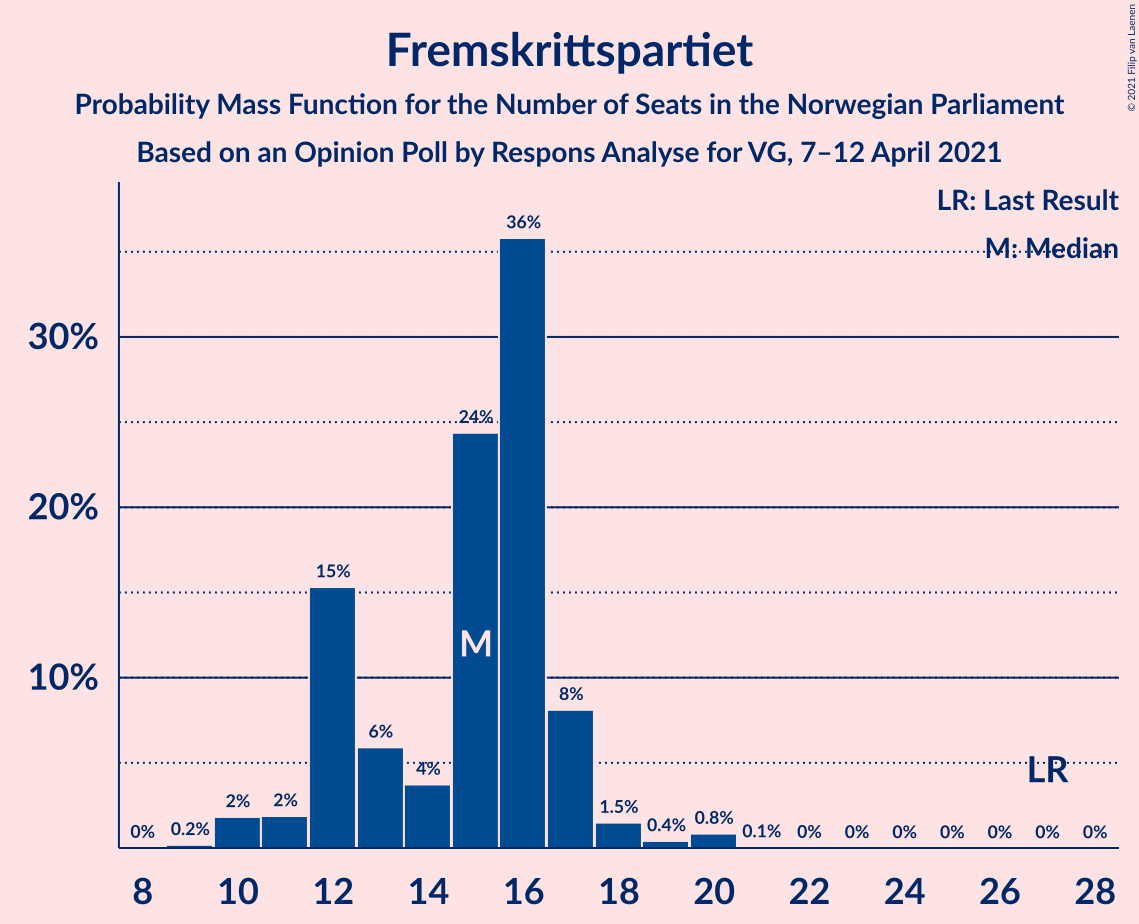 Fremskrittspartiet
Probability Mass Function for the Number of Seats in the Norwegian Parliament
Based on an Opinion Poll by Respons Analyse for VG, 7–12 April 2021
© 2021 Filip van Laenen
LR: Last Result
M: Median
30%
20%
10%
0%
0.2%
2%
2%
15%
6%
4%
24%
36%
8%
1.5%
0.4%
0.8%
0.1%
0%
0%
0%
0%
0%
0%
0%
M
LR
8 10 12 14 16 18 20 22 24 26 28